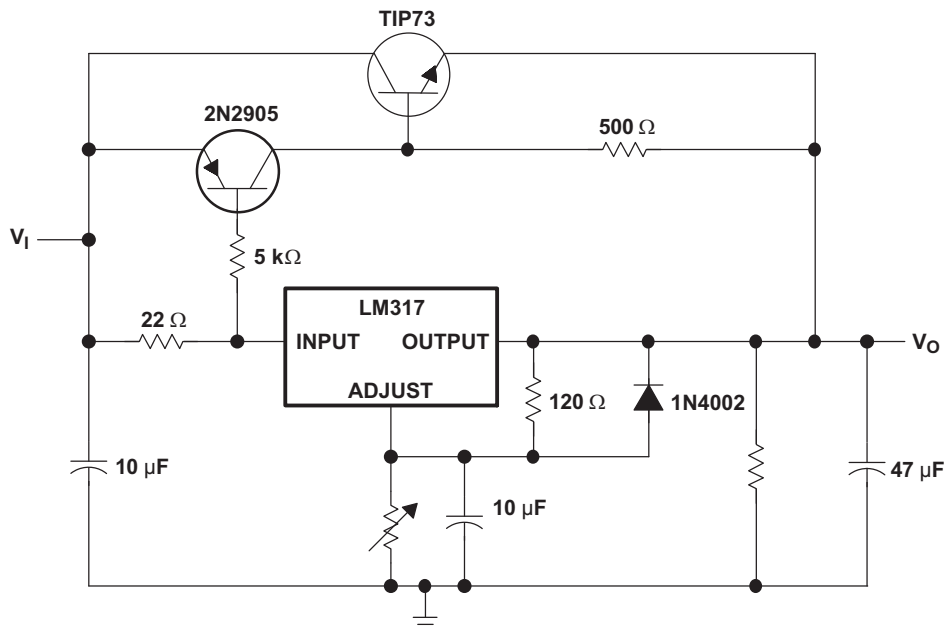 TIP73
2N2905
500 Ω
V_I
5 kΩ
LM317
22 Ω
INPUT OUTPUT
V_O
ADJUST
120 Ω
1N4002
10 µF
47 µF
10 µF